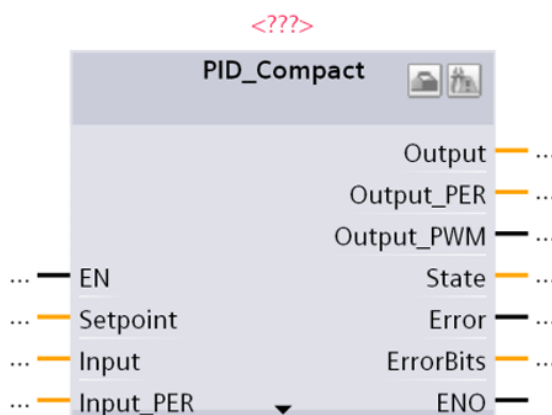 <???>
PID_Compact
Output
... 
Output_PER
...
Output_PWM
...
... EN
State ...
... Setpoint
Error ...
... Input
ErrorBits ...
... Input_PER
ENO